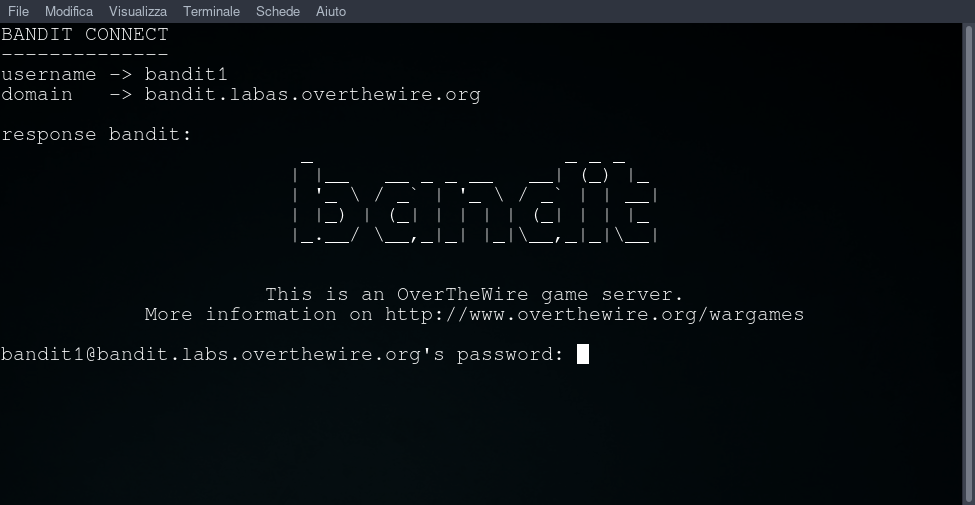 File Modifica Visualizza Terminale Schede Aiuto
BANDIT CONNECT
--------------
username -> bandit1
domain   -> bandit.labas.overthewire.org
response bandit:
bandit
This is an OverTheWire game server.
More information on http://www.overthewire.org/wargames
bandit1@bandit.labs.overthewire.org's password: